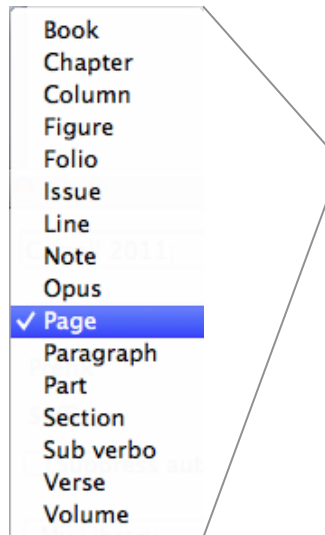 Book
Chapter
Column
Figure
Folio
Issue
Line
Note
Opus
✓ Page
Paragraph
Part
Section
Sub verbo
Verse
Volume